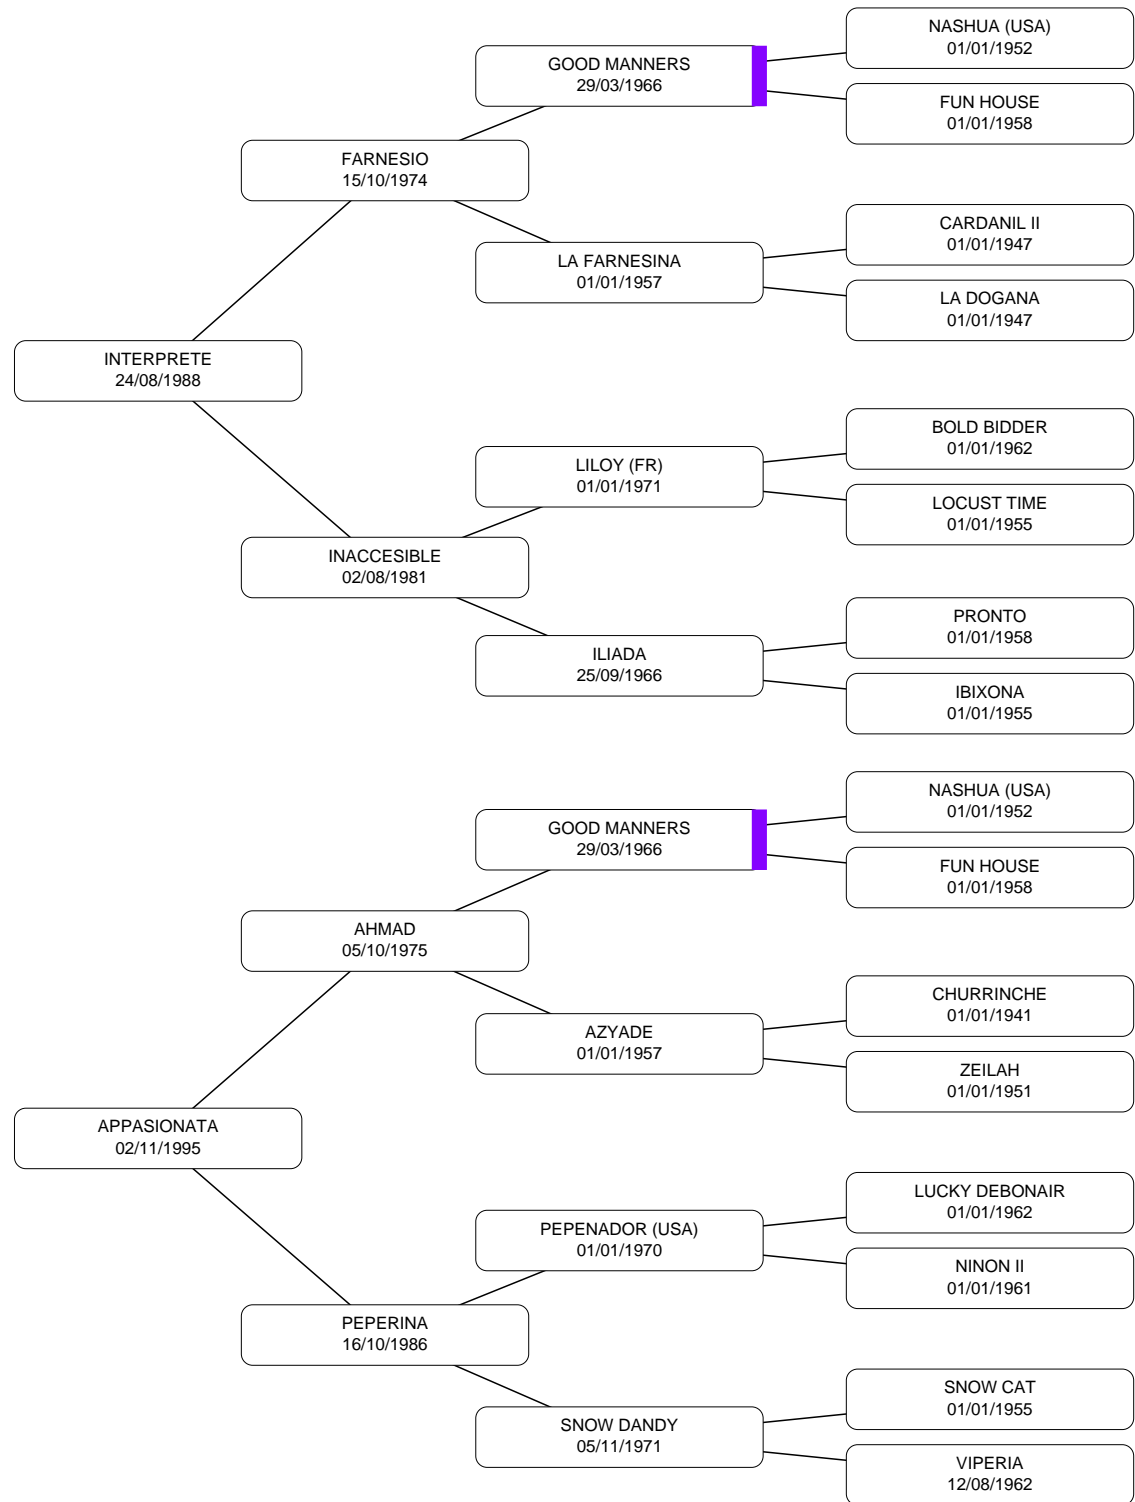 NASHUA (USA)
01/01/1952
GOOD MANNERS
29/03/1966
FUN HOUSE
01/01/1958
FARNESIO
15/10/1974
CARDANIL II
01/01/1947
LA FARNESINA
01/01/1957
LA DOGANA
01/01/1947
INTERPRETE
24/08/1988
BOLD BIDDER
01/01/1962
LILOY (FR)
01/01/1971
LOCUST TIME
01/01/1955
INACCESIBLE
02/08/1981
PRONTO
01/01/1958
ILIADA
25/09/1966
IBIXONA
01/01/1955
NASHUA (USA)
01/01/1952
GOOD MANNERS
29/03/1966
FUN HOUSE
01/01/1958
AHMAD
05/10/1975
CHURRINCHE
01/01/1941
AZYADE
01/01/1957
ZEILAH
01/01/1951
APPASIONATA
02/11/1995
LUCKY DEBONAIR
01/01/1962
PEPENADOR (USA)
01/01/1970
NINON II
01/01/1961
PEPERINA
16/10/1986
SNOW CAT
01/01/1955
SNOW DANDY
05/11/1971
VIPERIA
12/08/1962